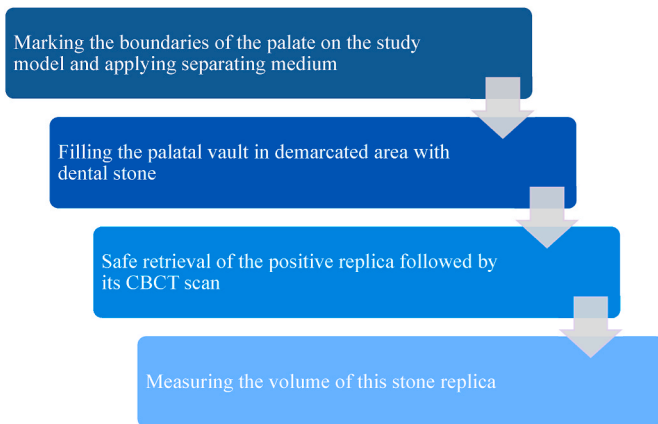 Marking the boundaries of the palate on the study
model and applying separating medium
Filling the palatal vault in demarcated area with
dental stone
Safe retrieval of the positive replica followed by
its CBCT scan
Measuring the volume of this stone replica